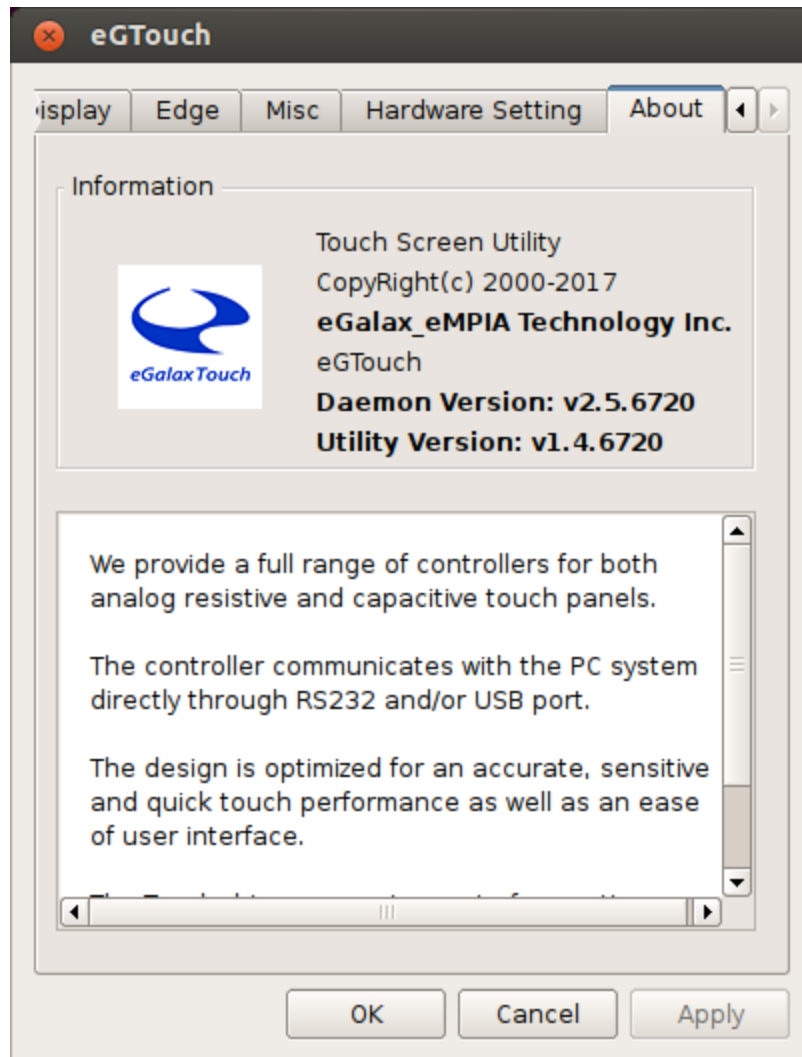 eGTouch
isplay Edge Misc Hardware Setting About
Information
Touch Screen Utility
CopyRight(c) 2000-2017
eGalax_eMPIA Technology Inc.
eGTouch
Daemon Version: v2.5.6720
Utility Version: v1.4.6720
eGalaxTouch
We provide a full range of controllers for both
analog resistive and capacitive touch panels.
The controller communicates with the PC system
directly through RS232 and/or USB port.
The design is optimized for an accurate, sensitive
and quick touch performance as well as an ease
of user interface.
OK Cancel Apply